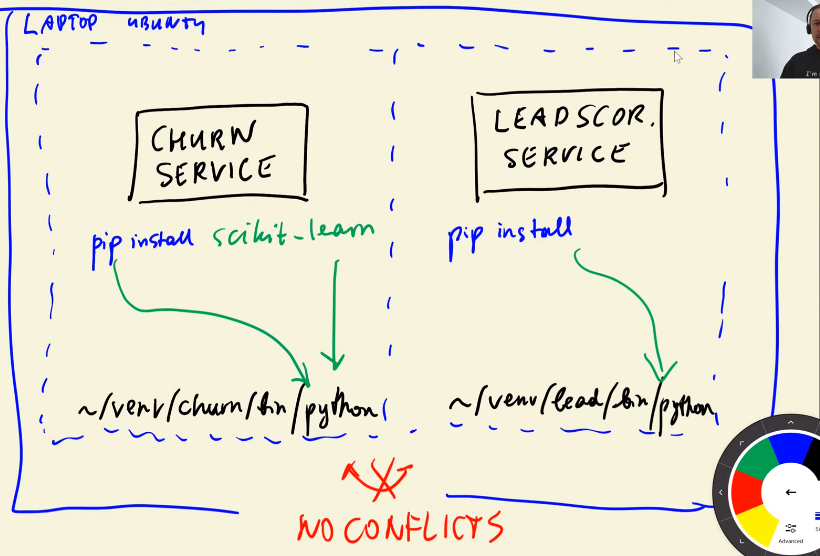 LAPTOP UBUNTU
I'm
CHURN
SERVICE
LEADSCOR.
SERVICE
pip install scikit-learn
pip install
~/venv/churn/bin/python
~/venv/lead/bin/python
NO CONFLICTS
Advanced